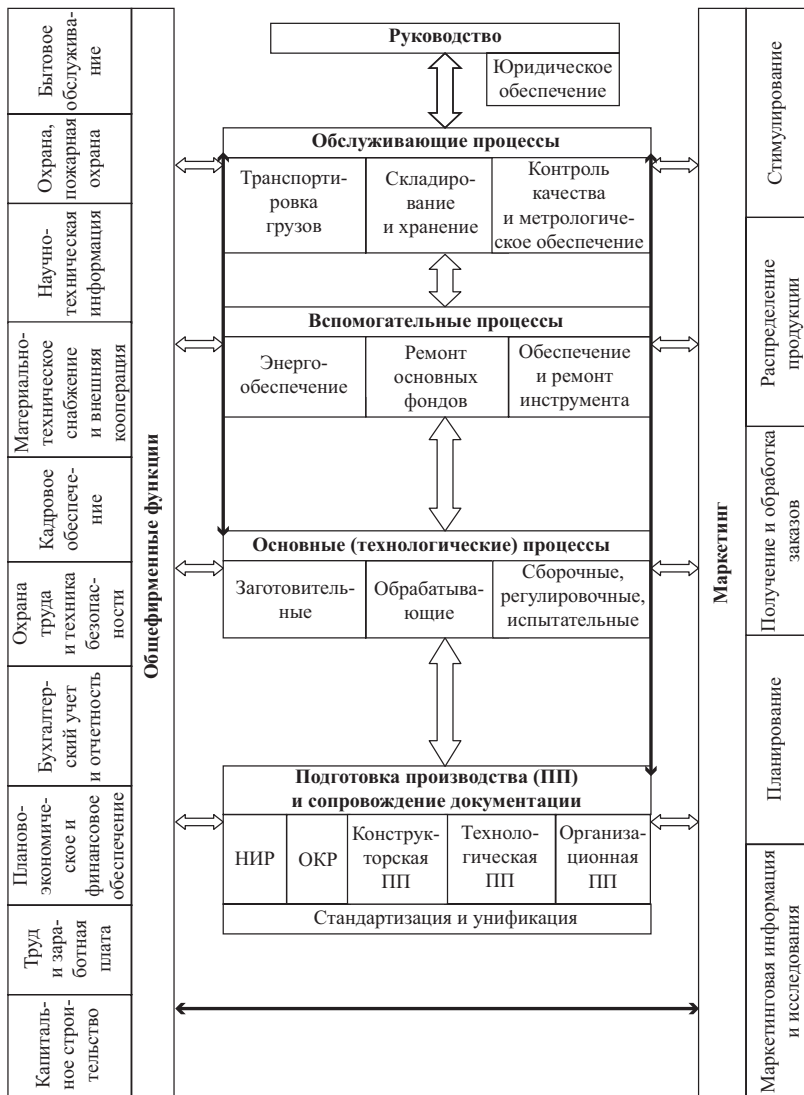 Руководство
Юридическое
обеспечение
Обслуживающие процессы
Транспорти-
ровка
грузов
Складиро-
вание
и хранение
Контроль
качества
и метрологиче-
ское обеспечение
Вспомогательные процессы
Энерго-
обеспечение
Ремонт
основных
фондов
Обеспечение
и ремонт
инструмента
Основные (технологические) процессы
Заготовитель-
ные
Обрабатываю-
щие
Сборочные,
регулировочные,
испытательные
Подготовка производства (ПП)
и сопровождение документации
НИР
ОКР
Конструк-
торская
ПП
Техноло-
гическая
ПП
Организа-
ционная
ПП
Стандартизация и унификация
Бытовое
обслужива-
ние
Охрана,
пожарная
охрана
Научно-
техническая
информация
Материально-
техническое
снабжение
и внешняя
кооперация
Кадровое
обеспече-
ние
Охрана
труда
и техника
безопас-
ности
Бухгалтер-
ский учет
и отчетность
Планово-
экономиче-
ское и
финансовое
обеспечение
Труд
и зара-
ботная
плата
Капиталь-
ное строи-
тельство
Общефирменные функции
Маркетинг
Стимулирование
Распределение
продукции
Получение и обработка
заказов
Планирование
Маркетинговая информация
и исследования